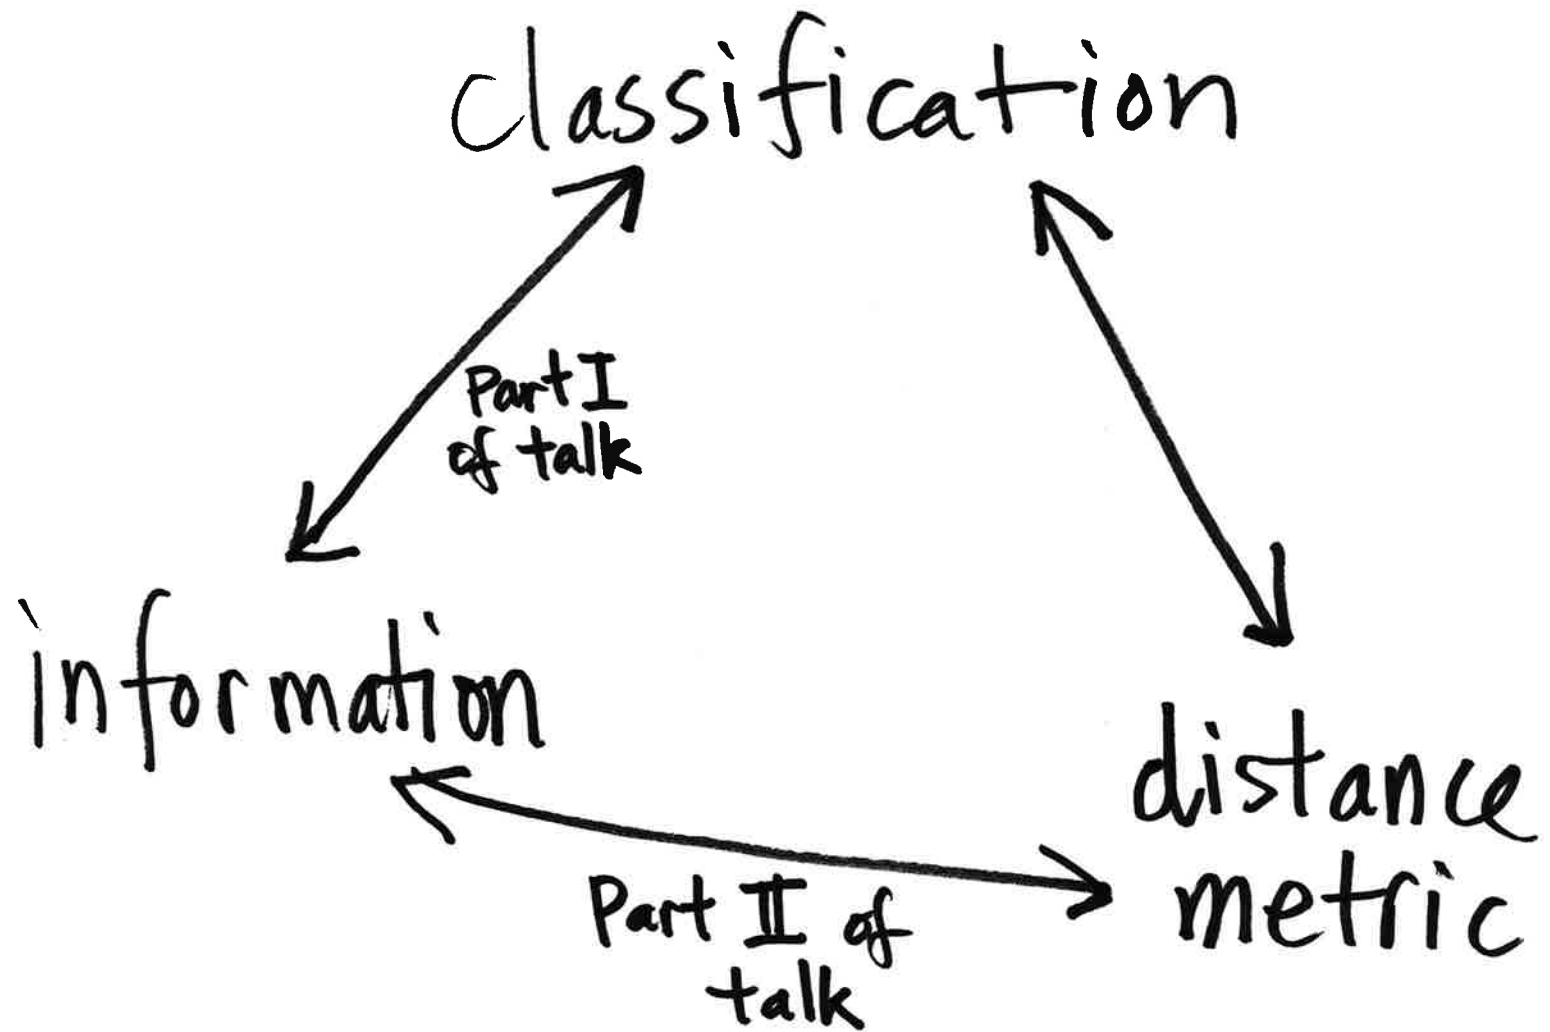 classification
Part I
of talk
information
distance
metric
Part II of
talk